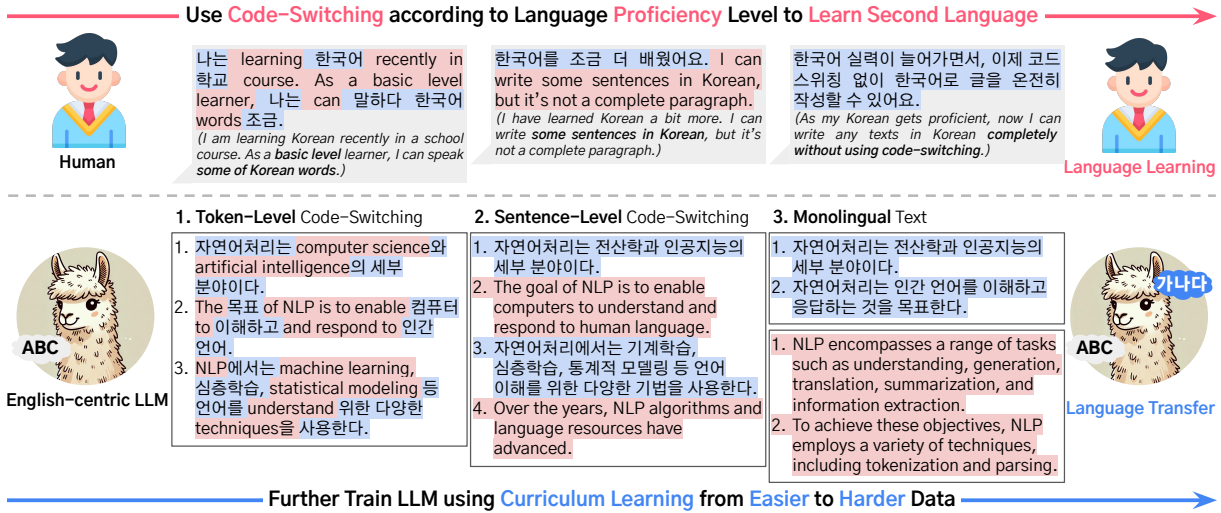 Use Code-Switching according to Language Proficiency Level to Learn Second Language
Human
나는 learning 한국어 recently in
학교 course. As a basic level
learner, 나는 can 말하다 한국어
words 조금.
(I am learning Korean recently in a school
course. As a basic level learner, I can speak
some of Korean words.)
한국어를 조금 더 배웠어요. I can
write some sentences in Korean,
but it's not a complete paragraph.
(I have learned Korean a bit more. I can
write some sentences in Korean, but it's
not a complete paragraph.)
한국어 실력이 늘어가면서, 이제 코드
스위칭 없이 한국어로 글을 온전히
작성할 수 있어요.
(As my Korean gets proficient, now I can
write any texts in Korean completely
without using code-switching.)
Language Learning
ABC
English-centric LLM
1. Token-Level Code-Switching
1. 자연어처리는 computer science와
artificial intelligence의 세부
분야이다.
2. The 목표 of NLP is to enable 컴퓨터
to 이해하고 and respond to 인간
언어.
3. NLP에서는 machine learning,
심층학습, statistical modeling 등
언어를 understand 위한 다양한
techniques을 사용한다.
2. Sentence-Level Code-Switching
1. 자연어처리는 전산학과 인공지능의
세부 분야이다.
2. The goal of NLP is to enable
computers to understand and
respond to human language.
3. 자연어처리에서는 기계학습,
심층학습, 통계적 모델링 등 언어
이해를 위한 다양한 기법을 사용한다.
4. Over the years, NLP algorithms and
language resources have
advanced.
3. Monolingual Text
1. 자연어처리는 전산학과 인공지능의
세부 분야이다.
2. 자연어처리는 인간 언어를 이해하고
응답하는 것을 목표한다.
1. NLP encompasses a range of tasks
such as understanding, generation,
translation, summarization, and
information extraction.
2. To achieve these objectives, NLP
employs a variety of techniques,
including tokenization and parsing.
가나다
ABC
Language Transfer
Further Train LLM using Curriculum Learning from Easier to Harder Data